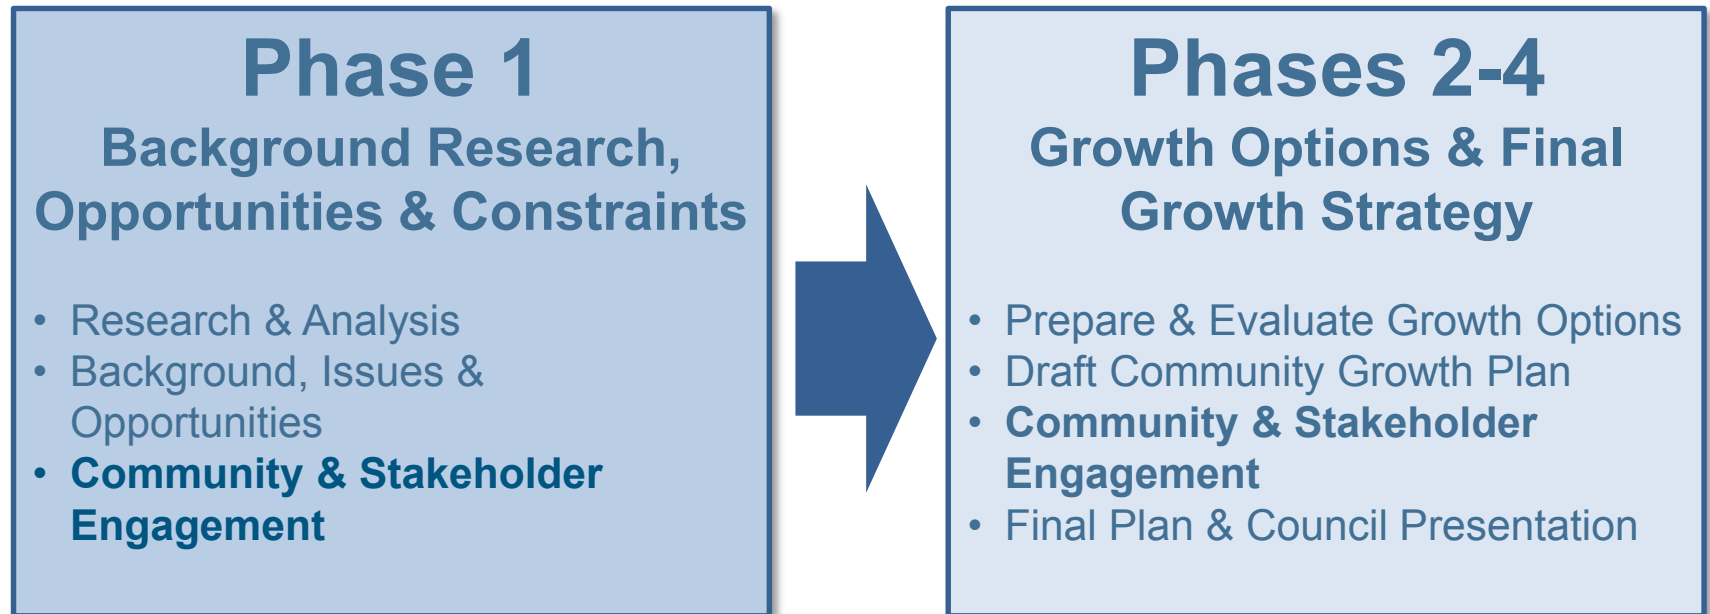 Phase 1
Background Research,
Opportunities & Constraints
• Research & Analysis
• Background, Issues &
Opportunities
• Community & Stakeholder
Engagement
Phases 2-4
Growth Options & Final
Growth Strategy
• Prepare & Evaluate Growth Options
• Draft Community Growth Plan
• Community & Stakeholder
Engagement
• Final Plan & Council Presentation